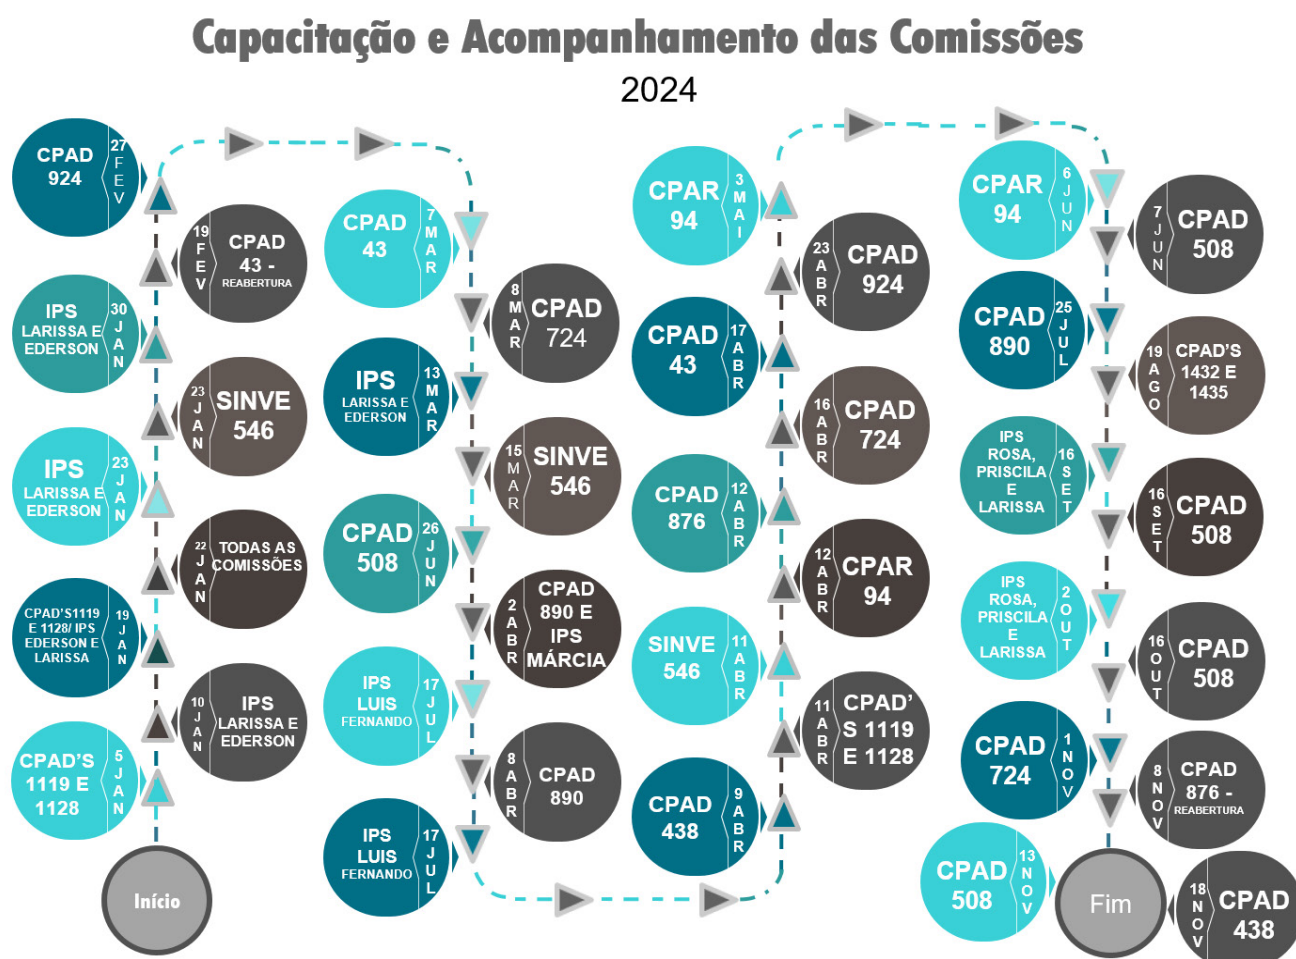 Capacitação e Acompanhamento das Comissões
2024
Início
CPAD'S
1119 E
1128
5 JAN
10 JAN
IPS
LARISSA E
EDERSON
CPAD'S1119
E 1128/ IPS
EDERSON E
LARISSA
19 JAN
22 JAN
TODAS AS
COMISSÕES
IPS
LARISSA E
EDERSON
23 JAN
23 JAN
SINVE
546
IPS
LARISSA E
EDERSON
30 JAN
19 FEV
CPAD
43 -
REABERTURA
CPAD
924
27 FEV
CPAD
43
7 MAR
8 MAR
CPAD
724
IPS
LARISSA E
EDERSON
13 MAR
15 MAR
SINVE
546
CPAD
508
26 JUN
2 ABR
CPAD
890 E
IPS
MÁRCIA
IPS
LUIS
FERNANDO
17 JUL
8 ABR
CPAD
890
IPS
LUIS
FERNANDO
17 JUL
CPAD
438
9 ABR
11 ABR
CPAD'
S 1119
E 1128
SINVE
546
11 ABR
12 ABR
CPAR
94
CPAD
876
12 ABR
16 ABR
CPAD
724
CPAD
43
17 ABR
23 ABR
CPAD
924
CPAR
94
3 MAI
CPAR
94
6 JUN
7 JUN
CPAD
508
CPAD
890
25 JUL
19 AGO
CPAD'S
1432 E
1435
IPS
ROSA,
PRISCILA
E
LARISSA
16 SET
16 SET
CPAD
508
IPS
ROSA,
PRISCILA
E
LARISSA
2 OUT
16 OUT
CPAD
508
CPAD
724
1 NOV
8 NOV
CPAD
876 -
REABERTURA
CPAD
508
13 NOV
Fim
18 NOV
CPAD
438